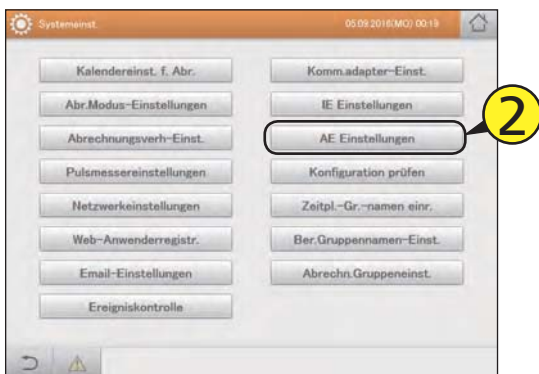 Systemeinst.
05.09.2016(MO) 00:19
Kalendereinst. f. Abr.
Komm.adapter-Einst.
Abr.Modus-Einstellungen
IE Einstellungen
Abrechnungsverh-Einst.
AE Einstellungen
2
Pulsmessereinstellungen
Konfiguration prüfen
Netzwerkeinstellungen
Zeitpl.-Gr.-namen einr.
Web-Anwenderregistr.
Ber.Gruppennamen-Einst.
Email-Einstellungen
Abrechn.Gruppeneinst.
Ereigniskontrolle